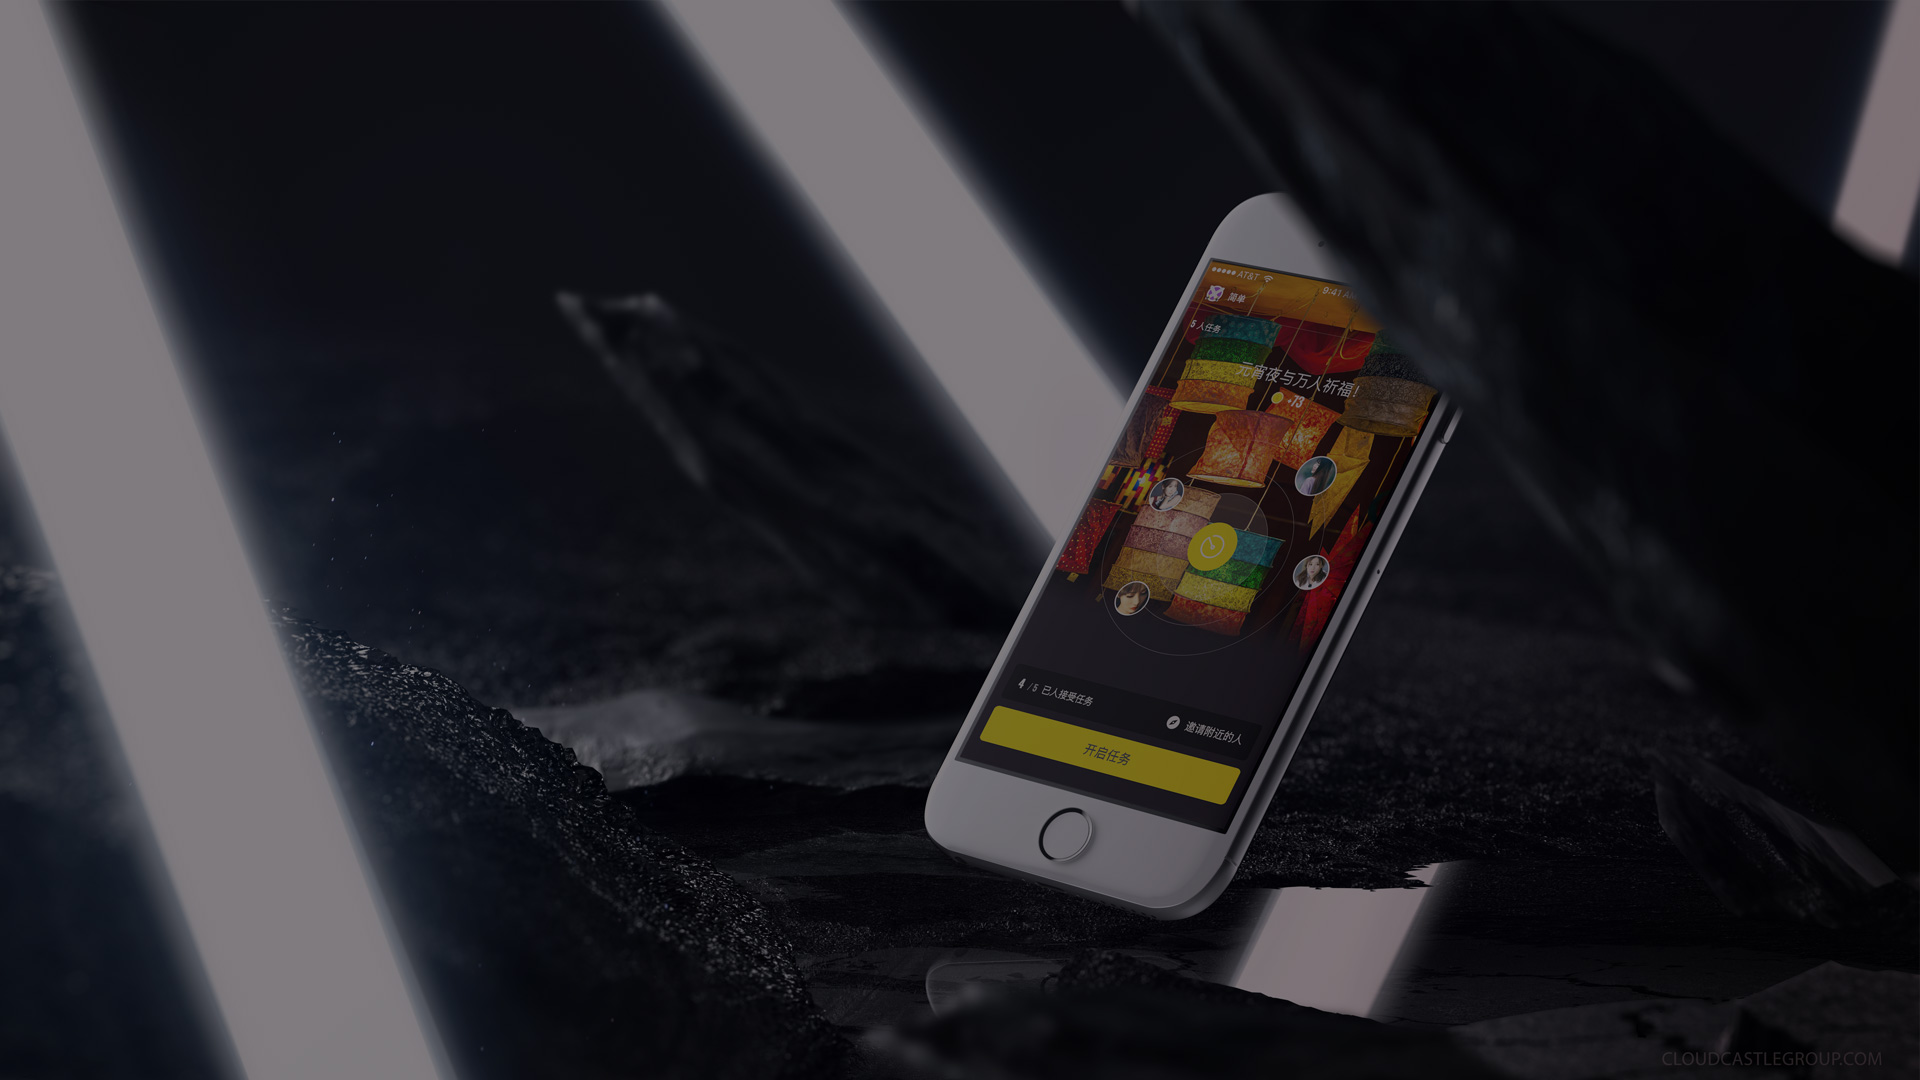 AT&T
9:41 AM
简单
5 人任务
元宵夜与万人祈福!
+73
4 / 5 已人接受任务
邀请附近的人
开启任务
CLOUDCASTLEGROUP.COM